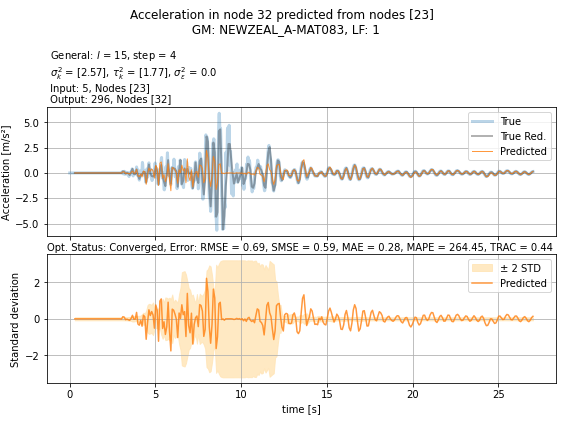 Acceleration in node 32 predicted from nodes [23]
GM: NEWZEAL_A-MAT083, LF: 1
General: l = 15, step = 4
σ²ₖ = [2.57], τ²ₖ = [1.77], σ²ε = 0.0
Input: 5, Nodes [23]
Output: 296, Nodes [32]
Acceleration [m/s²]
5.0
2.5
0.0
−2.5
−5.0
True
True Red.
Predicted
Opt. Status: Converged, Error: RMSE = 0.69, SMSE = 0.59, MAE = 0.28, MAPE = 264.45, TRAC = 0.44
Standard deviation
2
0
−2
± 2 STD
Predicted
0
5
10
15
20
25
time [s]